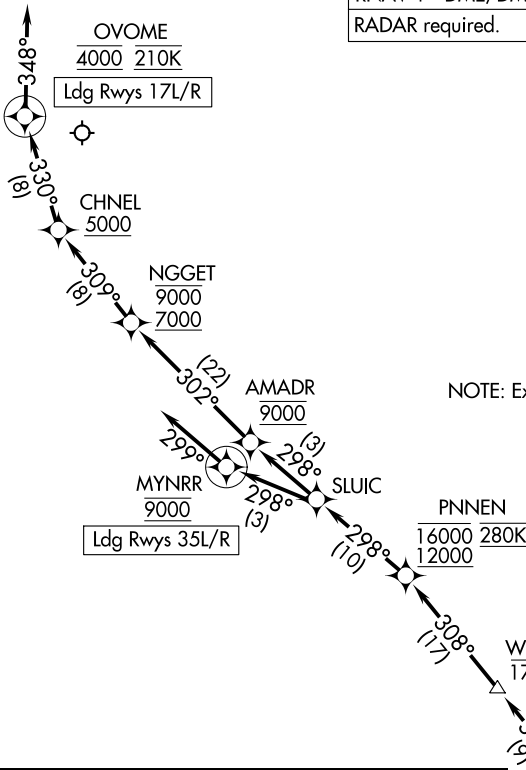 RADAR required.
OVOME
4000 210K
Ldg Rwys 17L/R
348°
330°
(8)
CHNEL
5000
309°
(8)
NGGET
9000
7000
(22)
302°
AMADR
9000
NOTE: Ex
(3)
298°
299°
MYNRR
9000
Ldg Rwys 35L/R
298°
(3)
SLUIC
PNNEN
16000 280K
12000
298°
(10)
308°
(17)
W
17
(9)